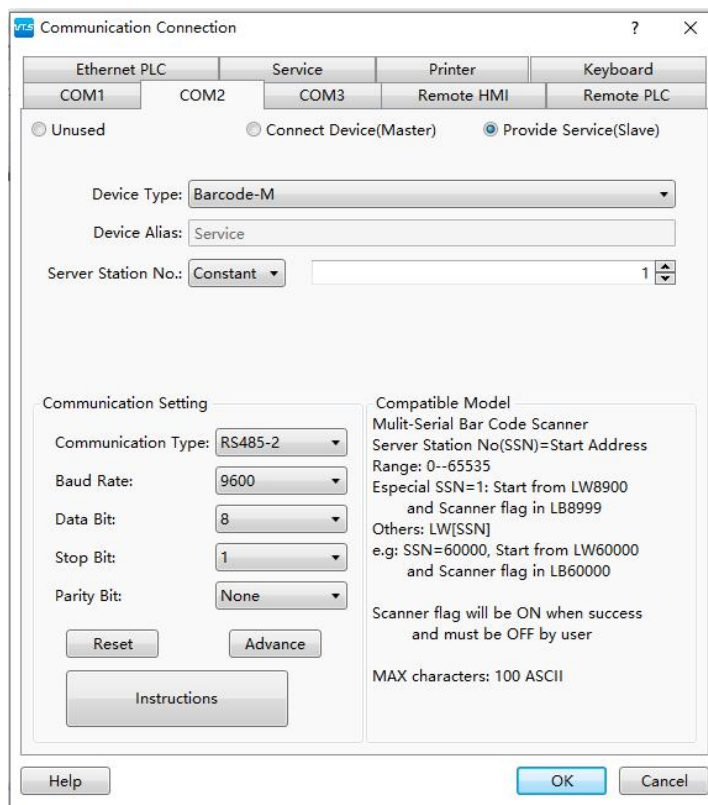 VTS Communication Connection ? X
Ethernet PLC Service Printer Keyboard
COM1 COM2 COM3 Remote HMI Remote PLC
Unused Connect Device(Master) Provide Service(Slave)
Device Type: Barcode-M
Device Alias: Service
Server Station No.: Constant 1
Communication Setting
Communication Type: RS485-2
Baud Rate: 9600
Data Bit: 8
Stop Bit: 1
Parity Bit: None
Reset Advance
Instructions
Compatible Model
Mulit-Serial Bar Code Scanner
Server Station No(SSN)=Start Address
Range: 0--65535
Especial SSN=1: Start from LW8900
and Scanner flag in LB8999
Others: LW[SSN]
e.g: SSN=60000, Start from LW60000
and Scanner flag in LB60000
Scanner flag will be ON when success
and must be OFF by user
MAX characters: 100 ASCII
Help OK Cancel